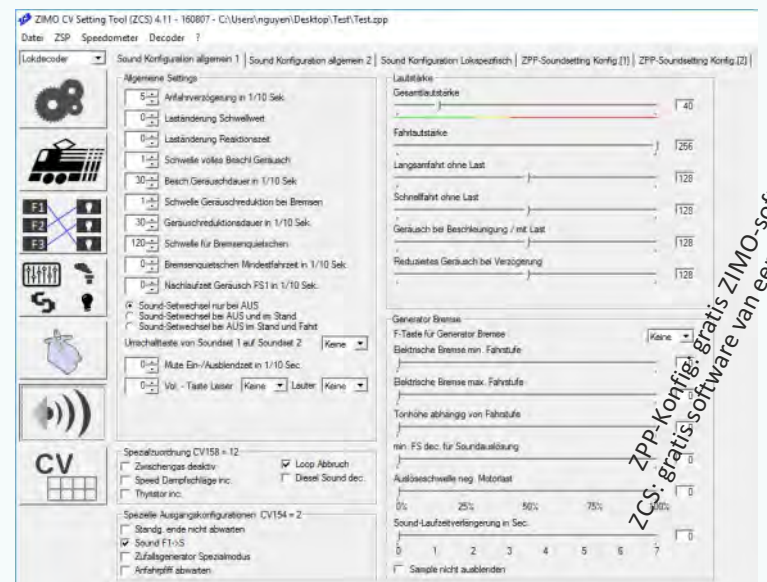 ZIMO CV Setting Tool (ZCS) 4.11 - 160807 - C:\Users\nguyen\Desktop\Test\Test.zpp
Datei ZSP Speedometer Decoder ?
Lokdecoder
Sound Konfiguration allgemein 1 Sound Konfiguration allgemein 2 Sound Konfiguration Lokspezifisch ZPP-Soundsetting Konfig.(1) ZPP-Soundsetting Konfig.(2)
Allgemeine Settings
5 Anfahrverzögerung in 1/10 Sek.
0 Laständerung Schwellwert
0 Laständerung Reaktionszeit
1 Schwelle volles Beschl Geräusch
30 Besch.Geräuschdauer in 1/10 Sek
1 Schwelle Geräuschreduktion bei Bremsen
30 Geräuschreduktionsdauer in 1/10 Sek.
120 Schwelle für Bremsenquietschen
0 Bremsenquietschen Mindestfahrzeit in 1/10 Sek.
0 Nachlaufzeit Geräusch FS1 in 1/10 Sek.
Sound-Setwechsel nur bei AUS
Sound-Setwechsel bei AUS und im Stand
Sound-Setwechsel bei AUS im Stand und Fahrt
Umschalttaste von Soundset 1 auf Soundset 2 Keine
0 Mute Ein-/Ausblendzeit in 1/10 Sec.
0 Vol. - Taste Leiser Keine Lauter Keine
Spezialzuordnung CV158 = 12
Zwischengas deaktiv
Loop Abbruch
Speed Dampfschläge inc.
Diesel Sound dec.
Thyristor inc.
Spezielle Ausgangskonfigurationen CV154 = 2
Standg. ende nicht abwarten
Sound F1->S
Zufallsgenerator Spezialmodus
Anfahrpfiff abwarten
F1
F2
F3
CV
Lautstärke
Gesamtlautstärke
40
Fahrlautstärke
256
Langsamfahrt ohne Last
128
Schnellfahrt ohne Last
128
Geräusch bei Beschleunigung / mit Last
128
Reduziertes Geräusch bei Verzögerung
128
Generator Bremse
F-Taste für Generator Bremse Keine
Elektrische Bremse min. Fahrstufe
Elektrische Bremse max. Fahrstufe
0
Tonhöhe abhängig von Fahrstufe
min. FS dec. für Soundauslösung
Auslöseschwelle neg. Motorlast
0
0% 25% 50% 75% 100%
Sound-Laufzeitverlängerung in Sec.
0
0 1 2 3 4 5 6 7
Sample nicht ausblenden
ZPP-Konfig: gratis ZIMO-sof
ZCS: gratis software van een